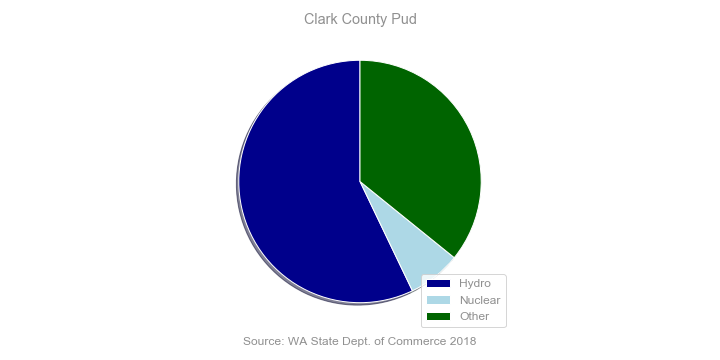 Clark County Pud
Hydro
Nuclear
Other
Source: WA State Dept. of Commerce 2018